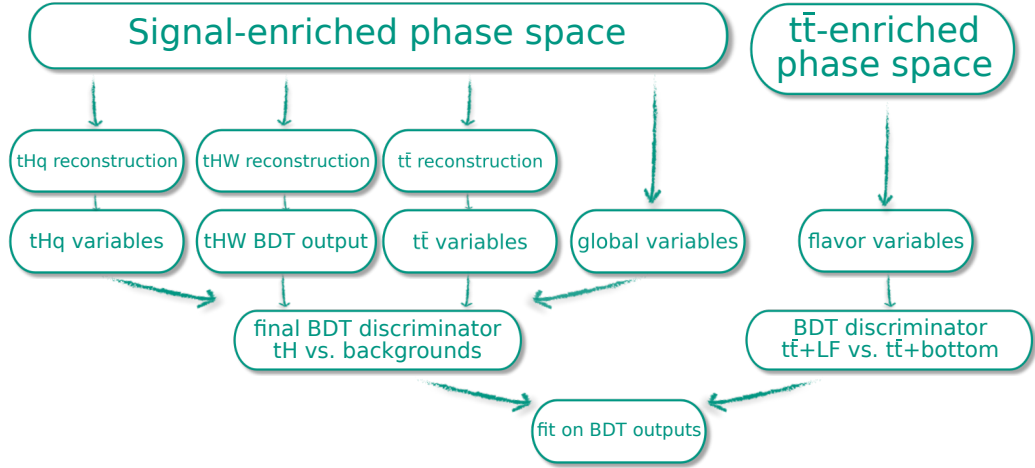 Signal-enriched phase space
tt̄-enriched
phase space
tHq reconstruction
tHW reconstruction
tt̄ reconstruction
tHq variables
tHW BDT output
tt̄ variables
global variables
flavor variables
final BDT discriminator
tH vs. backgrounds
BDT discriminator
tt̄+LF vs. tt̄+bottom
fit on BDT outputs